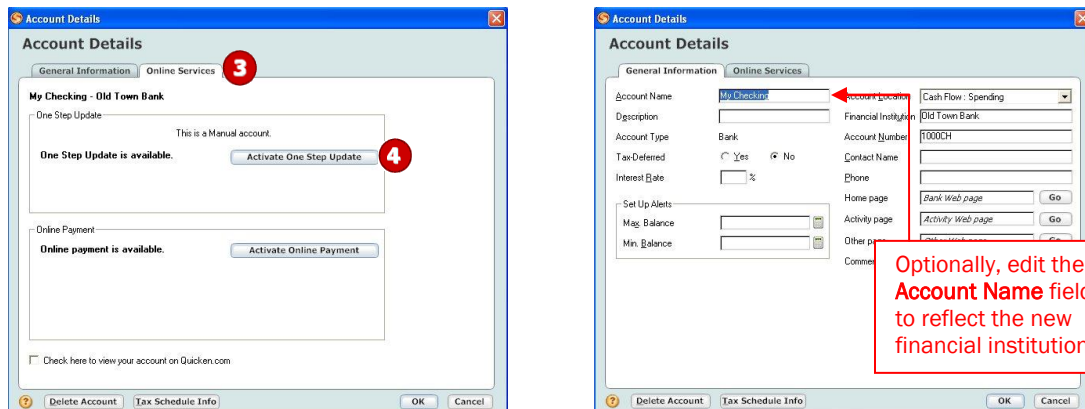 Account Details
Account Details
General Information
Online Services
3
My Checking - Old Town Bank
One Step Update
This is a Manual account.
One Step Update is available.
Activate One Step Update
4
Online Payment
Online payment is available.
Activate Online Payment
Check here to view your account on Quicken.com
Delete Account
Tax Schedule Info
OK
Cancel
Account Details
Account Details
General Information
Online Services
Account Name
My Checking
Account Location
Cash Flow : Spending
Description
Financial Institution
Old Town Bank
Account Type
Bank
Account Number
1000CH
Tax-Deferred
Yes
No
Contact Name
Interest Rate
%
Phone
Set Up Alerts
Home page
Bank Web page
Go
Max. Balance
Activity page
Activity Web page
Go
Min. Balance
Other
Optionally, edit the
Account Name
to reflect the new
financial institution
Delete Account
Tax Schedule Info
OK
Cancel